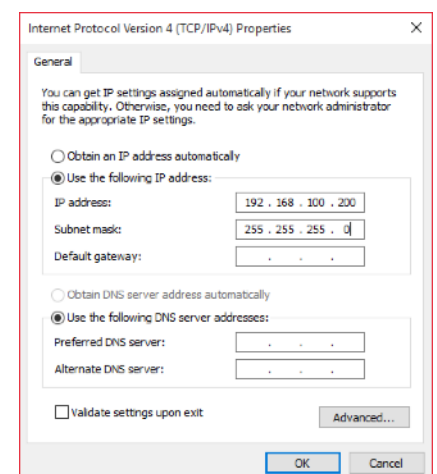 Internet Protocol Version 4 (TCP/IPv4) Properties
General
You can get IP settings assigned automatically if your network supports
this capability. Otherwise, you need to ask your network administrator
for the appropriate IP settings.
Obtain an IP address automatically
Use the following IP address:
IP address: 192 . 168 . 100 . 200
Subnet mask: 255 . 255 . 255 . 0
Default gateway: . . .
Obtain DNS server address automatically
Use the following DNS server addresses:
Preferred DNS server: . . .
Alternate DNS server: . . .
Validate settings upon exit
Advanced...
OK Cancel